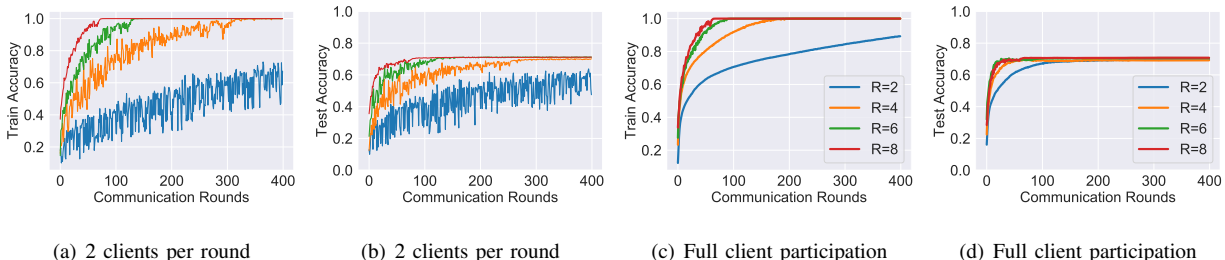 Train Accuracy
1.0
0.8
0.6
0.4
0.2
0 100 200 300 400
Communication Rounds
(a) 2 clients per round
Test Accuracy
1.0
0.8
0.6
0.4
0.2
0.0
0 100 200 300 400
Communication Rounds
(b) 2 clients per round
Train Accuracy
1.0
0.8
0.6
0.4
0.2
R=2
R=4
R=6
R=8
0 100 200 300 400
Communication Rounds
(c) Full client participation
Test Accuracy
1.0
0.8
0.6
0.4
0.2
0.0
R=2
R=4
R=6
R=8
0 100 200 300 400
Communication Rounds
(d) Full client participation